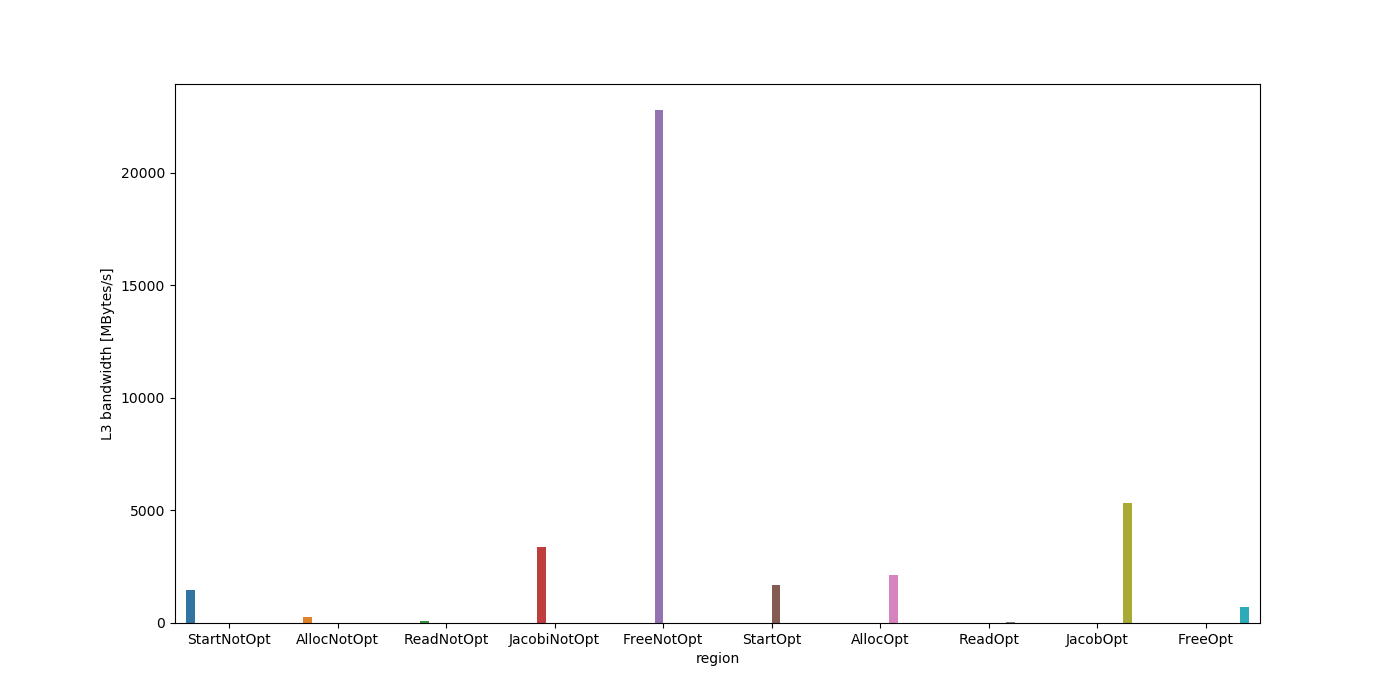 L3 bandwidth [MBytes/s]
20000
15000
10000
5000
0
StartNotOpt AllocNotOpt ReadNotOpt JacobiNotOpt FreeNotOpt StartOpt AllocOpt ReadOpt JacobOpt FreeOpt
region